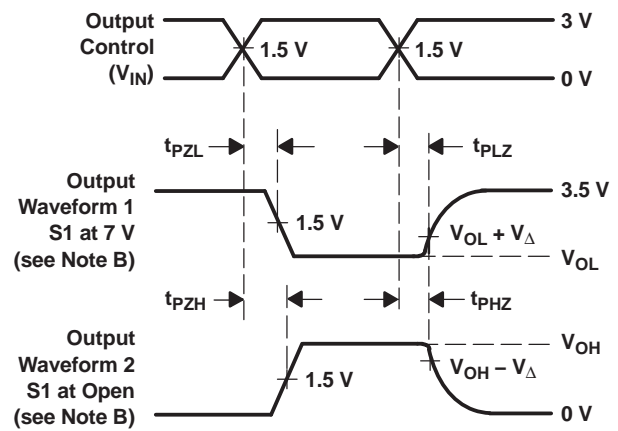 Output
Control
(VIN)
1.5 V
1.5 V
3 V
0 V
tPZL
tPLZ
Output
Waveform 1
S1 at 7 V
(see Note B)
1.5 V
3.5 V
VOL + VΔ
VOL
tPZH
tPHZ
Output
Waveform 2
S1 at Open
(see Note B)
1.5 V
VOH
VOH − VΔ
0 V